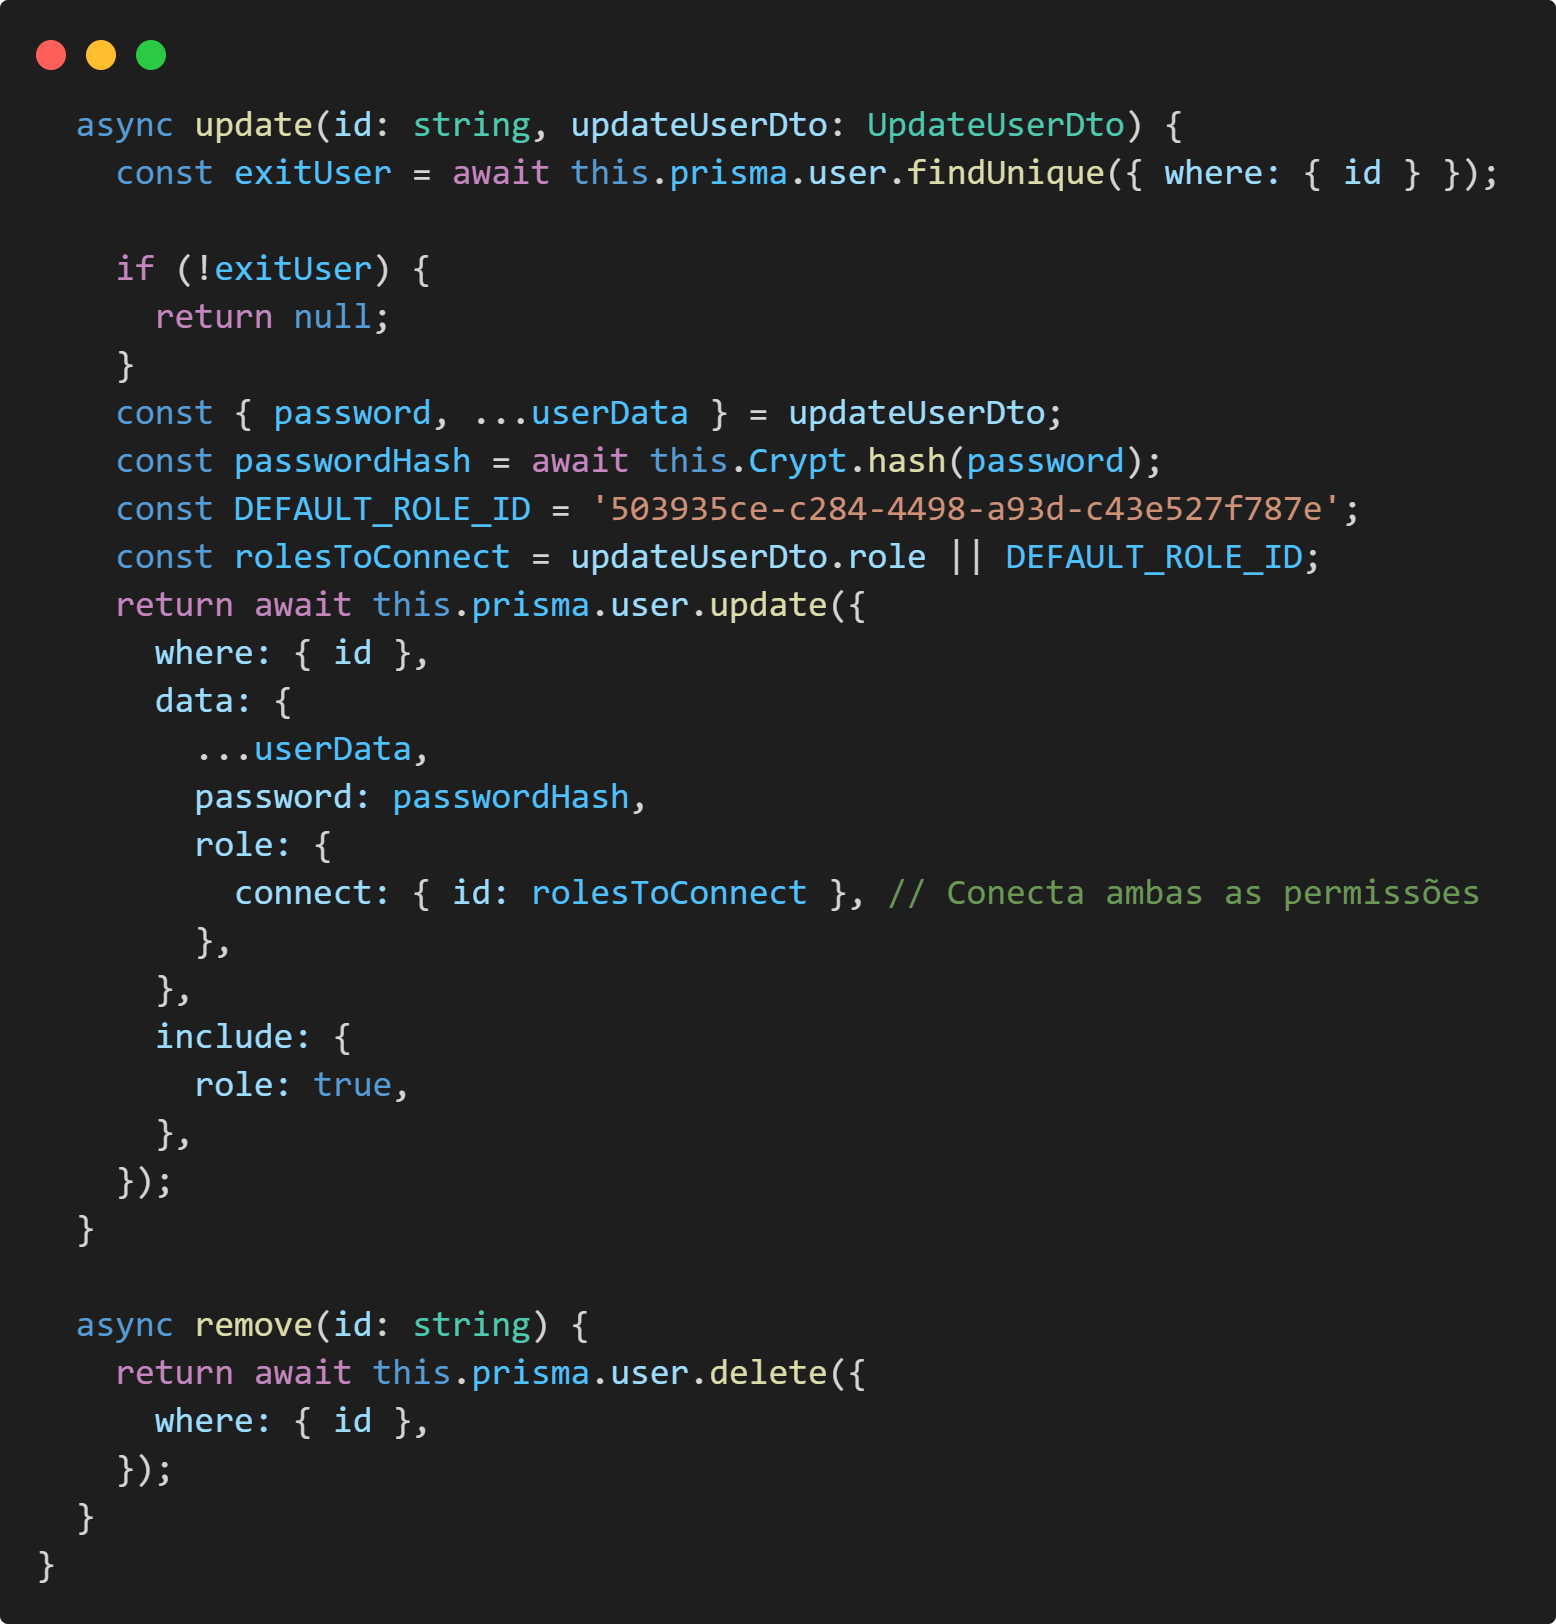 async update(id: string, updateUserDto: UpdateUserDto) {
const exitUser = await this.prisma.user.findUnique({ where: { id } });
if (!exitUser) {
return null;
}
const { password, ...userData } = updateUserDto;
const passwordHash = await this.Crypt.hash(password);
const DEFAULT_ROLE_ID = '503935ce-c284-4498-a93d-c43e527f787e';
const rolesToConnect = updateUserDto.role || DEFAULT_ROLE_ID;
return await this.prisma.user.update({
where: { id },
data: {
...userData,
password: passwordHash,
role: {
connect: { id: rolesToConnect }, // Conecta ambas as permissões
},
},
include: {
role: true,
},
});
}
async remove(id: string) {
return await this.prisma.user.delete({
where: { id },
});
}
}